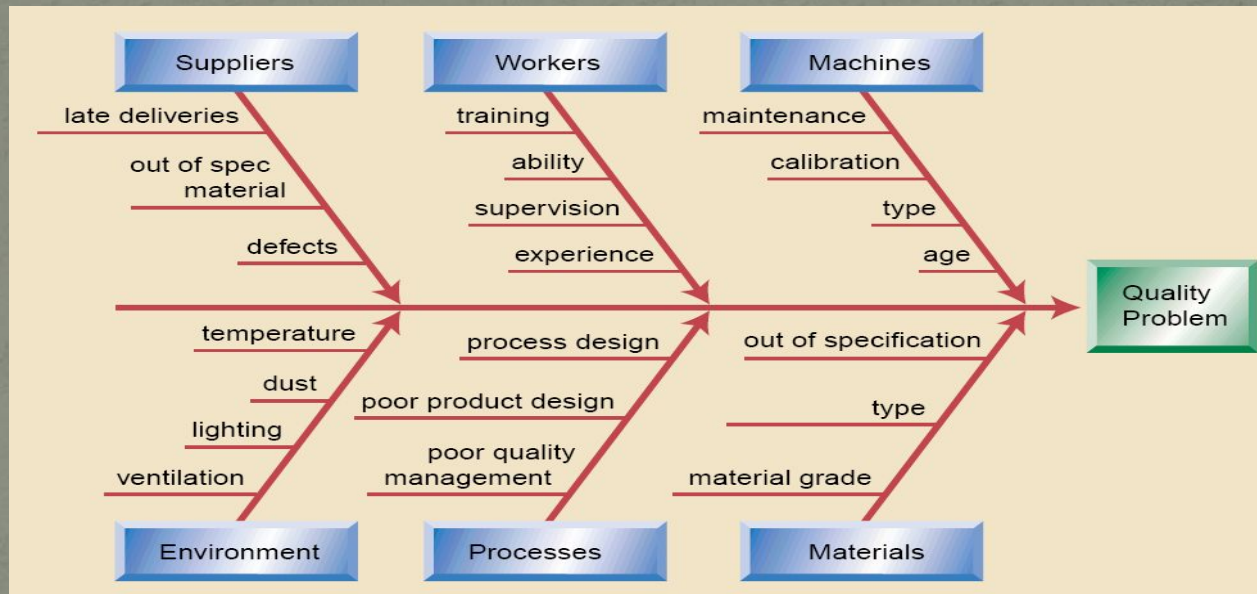 Suppliers
Workers
Machines
late deliveries
out of spec
material
defects
training
ability
supervision
experience
maintenance
calibration
type
age
Quality
Problem
temperature
dust
lighting
ventilation
process design
poor product design
poor quality
management
out of specification
type
material grade
Environment
Processes
Materials